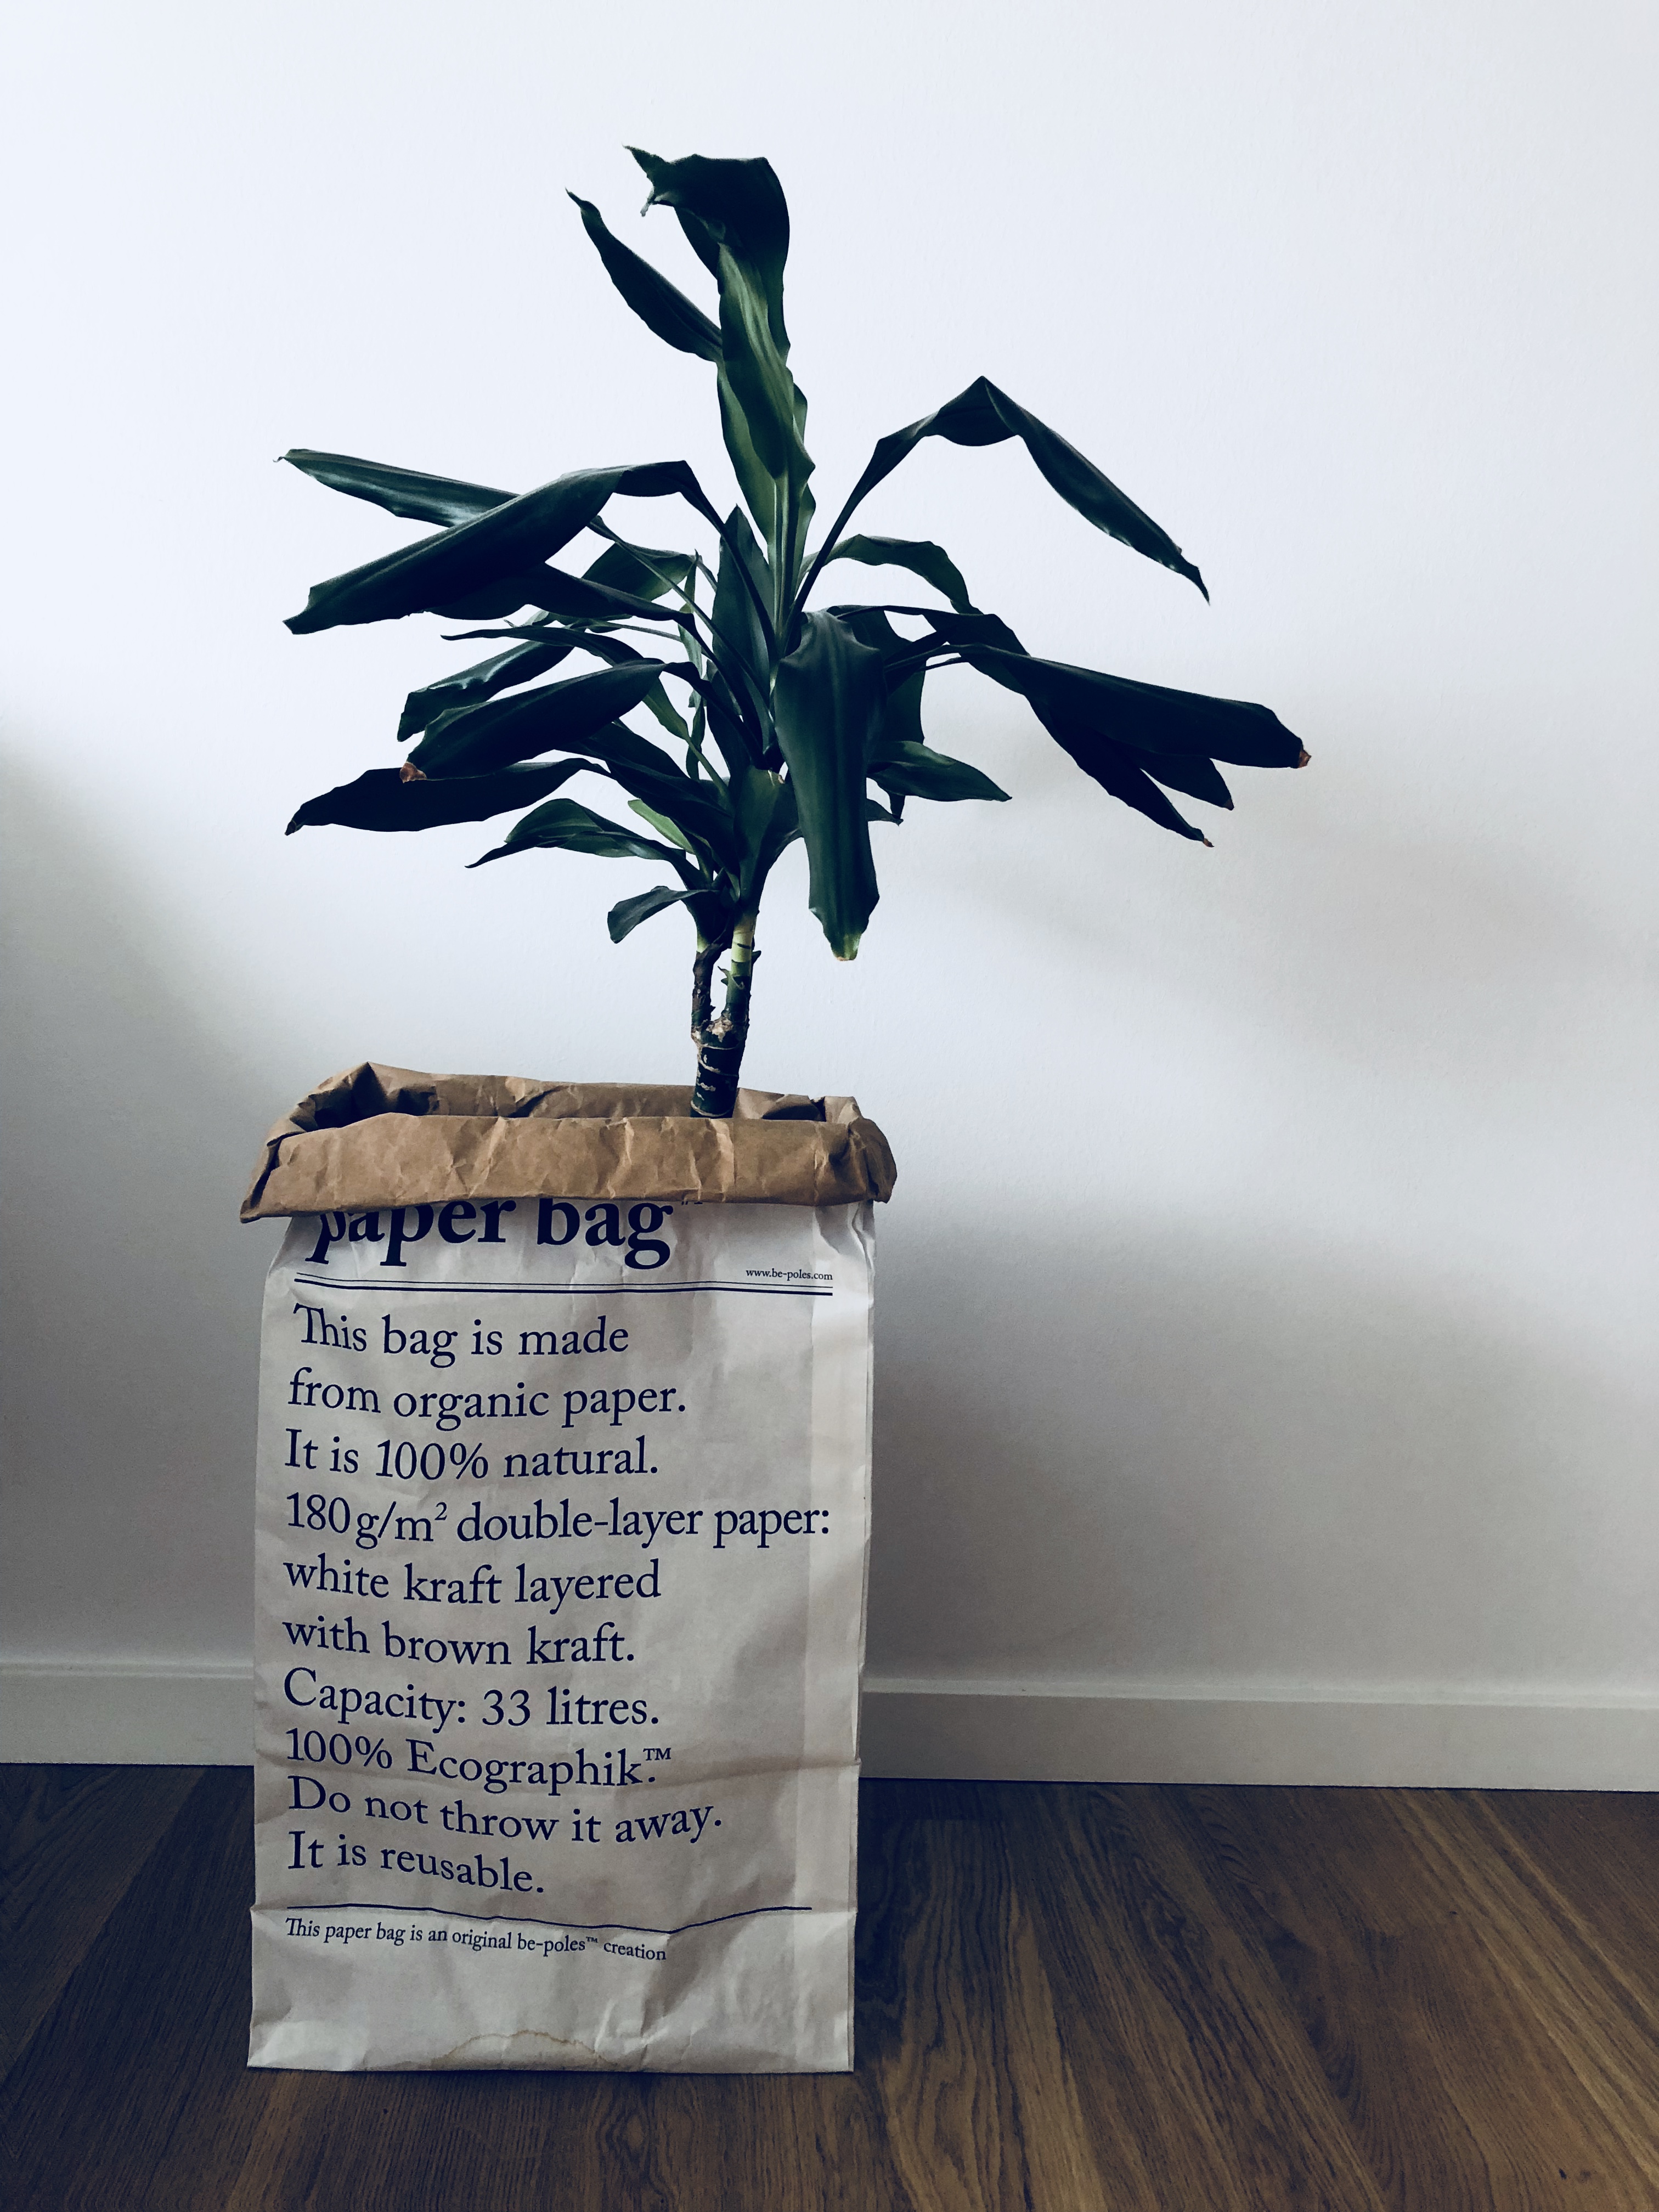 paper bag
www.be-poles.com
This bag is made
from organic paper.
It is 100% natural.
180g/m² double-layer paper:
white kraft layered
with brown kraft.
Capacity: 33 litres.
100% Ecographik.™
Do not throw it away.
It is reusable.
This paper bag is an original be-poles™ creation